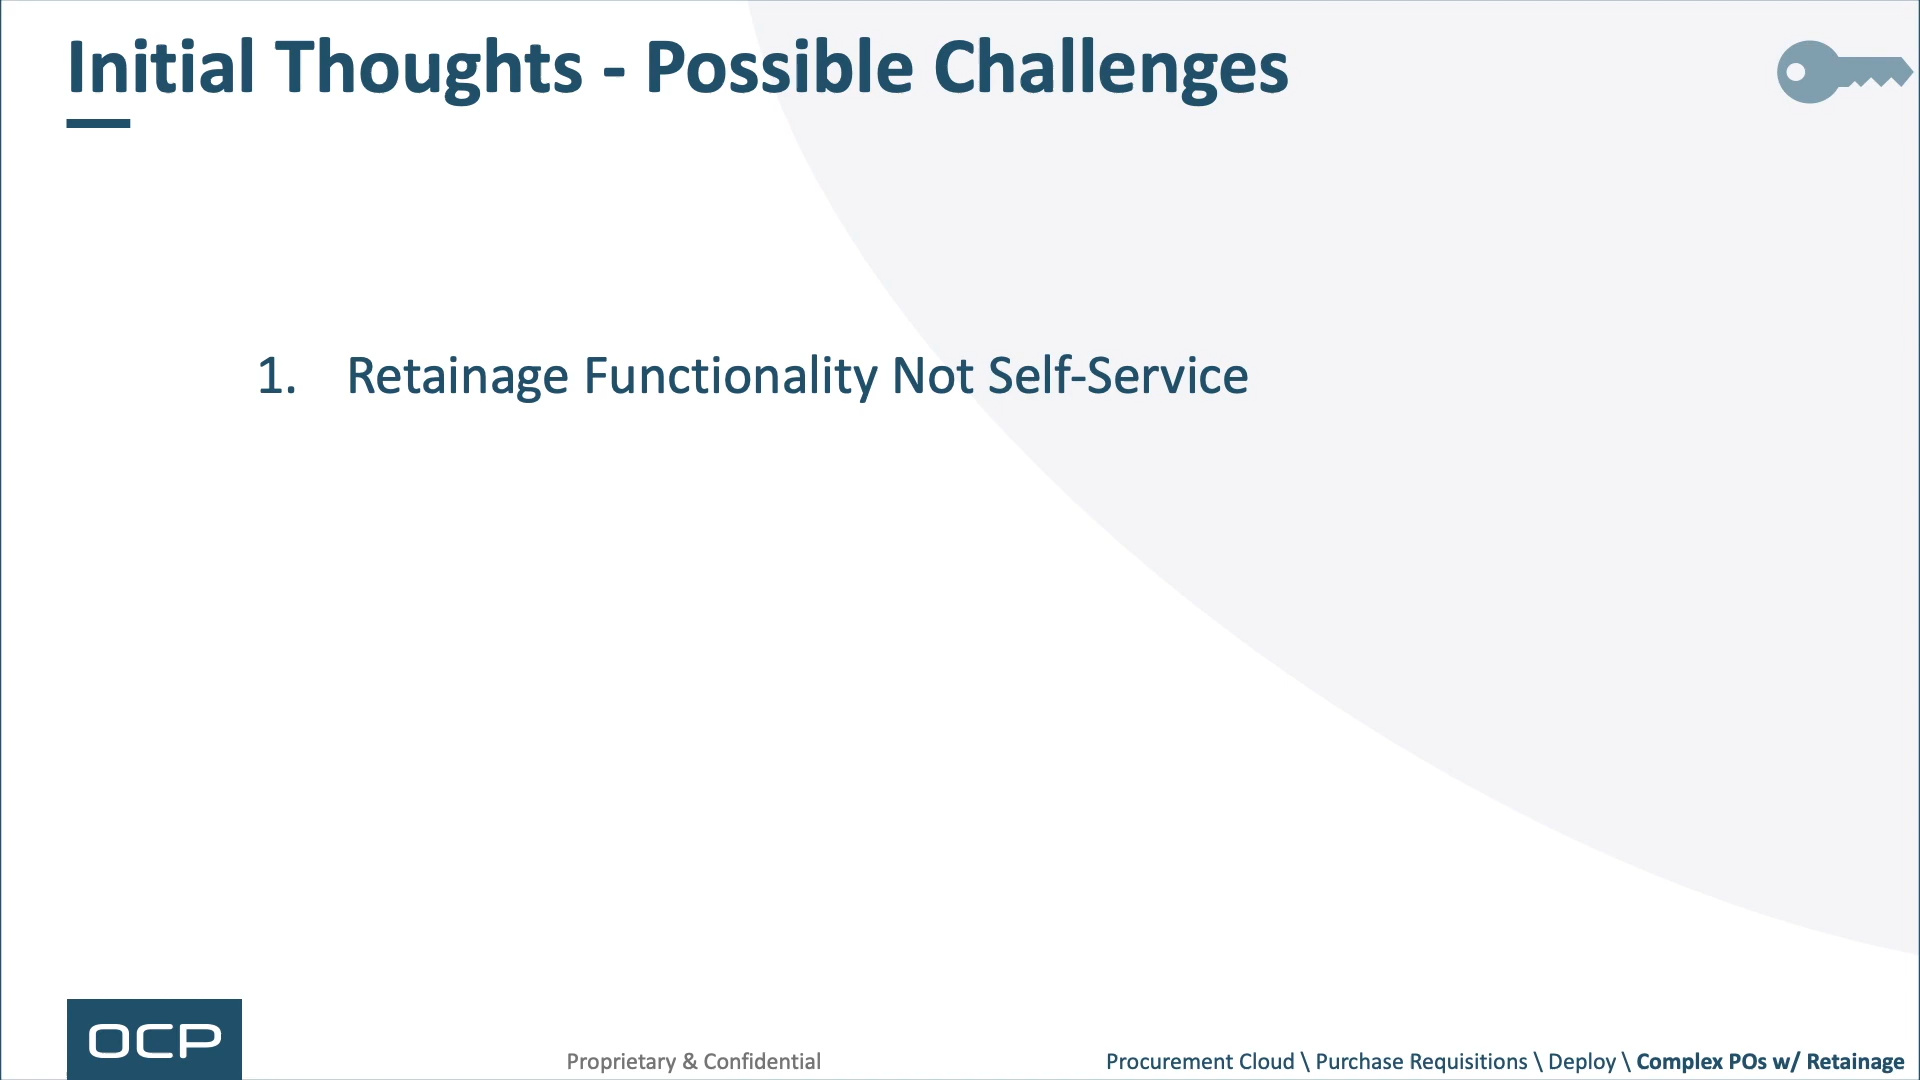 Initial Thoughts - Possible Challenges
1. Retainage Functionality Not Self-Service
OCP
Proprietary & Confidential
Procurement Cloud \ Purchase Requisitions \ Deploy \ Complex POs w/ Retainage